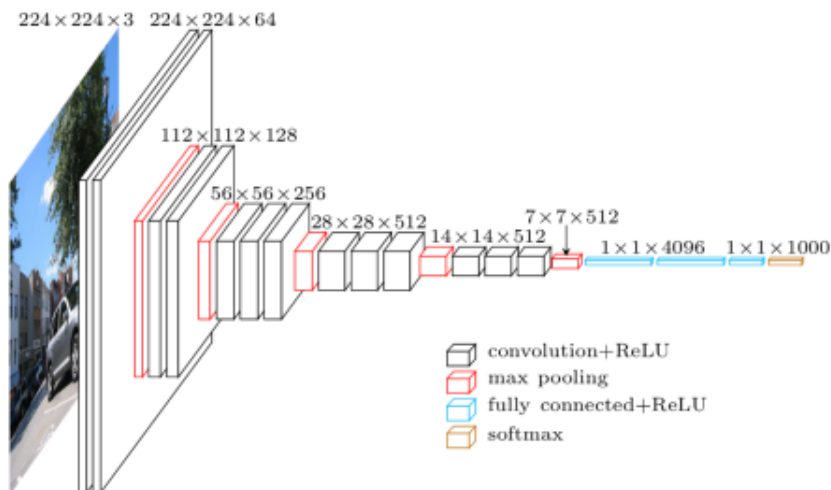 224×224×3
224×224×64
112×112×128
56×56×256
28×28×512
14×14×512
7×7×512
1×1×4096
1×1×1000
convolution+ReLU
max pooling
fully connected+ReLU
softmax